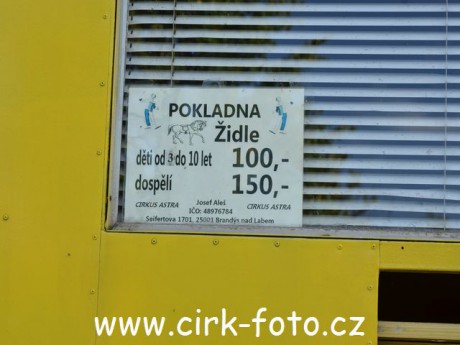 POKLADNA
Židle
děti od 3 do 10 let 100,-
dospělí 150,-
CIRKUS ASTRA Josef Aleš CIRKUS ASTRA
IČO: 48976784
Seifertova 1701, 25001 Brandýs nad Labem
www.cirk-foto.cz